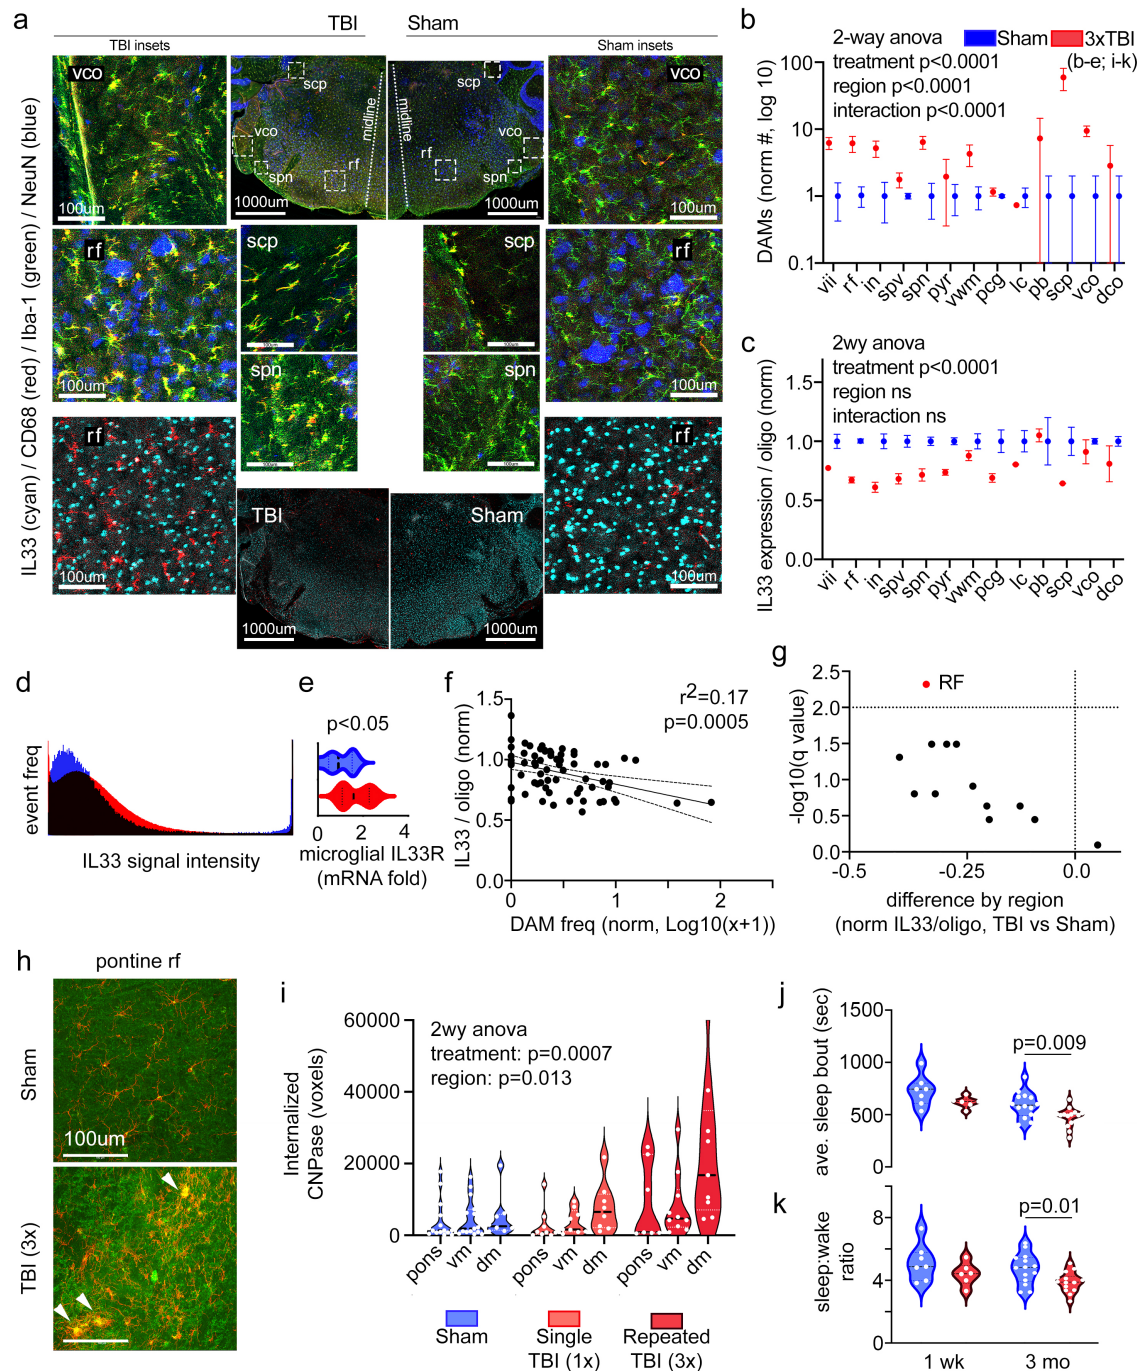 a
TBI
Sham
TBI insets
Sham insets
IL33 (cyan) / CD68 (red) / Iba-1 (green) / NeuN (blue)
vco
100um
scp
vco
spn
rf
midline
1000um
midline
scp
vco
rf
spn
1000um
vco
100um
rf
100um
scp
100um
spn
100um
scp
100um
spn
100um
rf
100um
rf
100um
TBI
1000um
Sham
1000um
rf
100um
b
2-way anova
treatment p<0.0001
region p<0.0001
interaction p<0.0001
Sham
3xTBI
(b-e; i-k)
DAMs (norm #, log 10)
100
10
1
0.1
vii rf in spv spn pyr vwm pcg lc pb scp vco dco
c
2wy anova
treatment p<0.0001
region ns
interaction ns
IL33 expression / oligo (norm)
1.5
1.0
0.5
0.0
vii rf in spv spn pyr vwm pcg lc pb scp vco dco
d
event freq
IL33 signal intensity
e
p<0.05
0 2 4
microglial IL33R
(mRNA fold)
f
r2=0.17
p=0.0005
IL33 / oligo (norm)
1.5
1.0
0.5
0.0
0 1 2
DAM freq (norm, Log10(x+1))
g
RF
-log10(q value)
2.5
2.0
1.5
1.0
0.5
0.0
-0.5 -0.25 0.0
difference by region
(norm IL33/oligo, TBI vs Sham)
h
pontine rf
Sham
100um
TBI (3x)
i
2wy anova
treatment: p=0.0007
region: p=0.013
Internalized
CNPase (voxels)
60000
40000
20000
0
pons vm dm pons vm dm pons vm dm
Sham
Single
TBI (1x)
Repeated
TBI (3x)
j
ave. sleep bout (sec)
1500
1000
500
0
p=0.009
k
sleep:wake
ratio
8
4
0
p=0.01
1 wk 3 mo